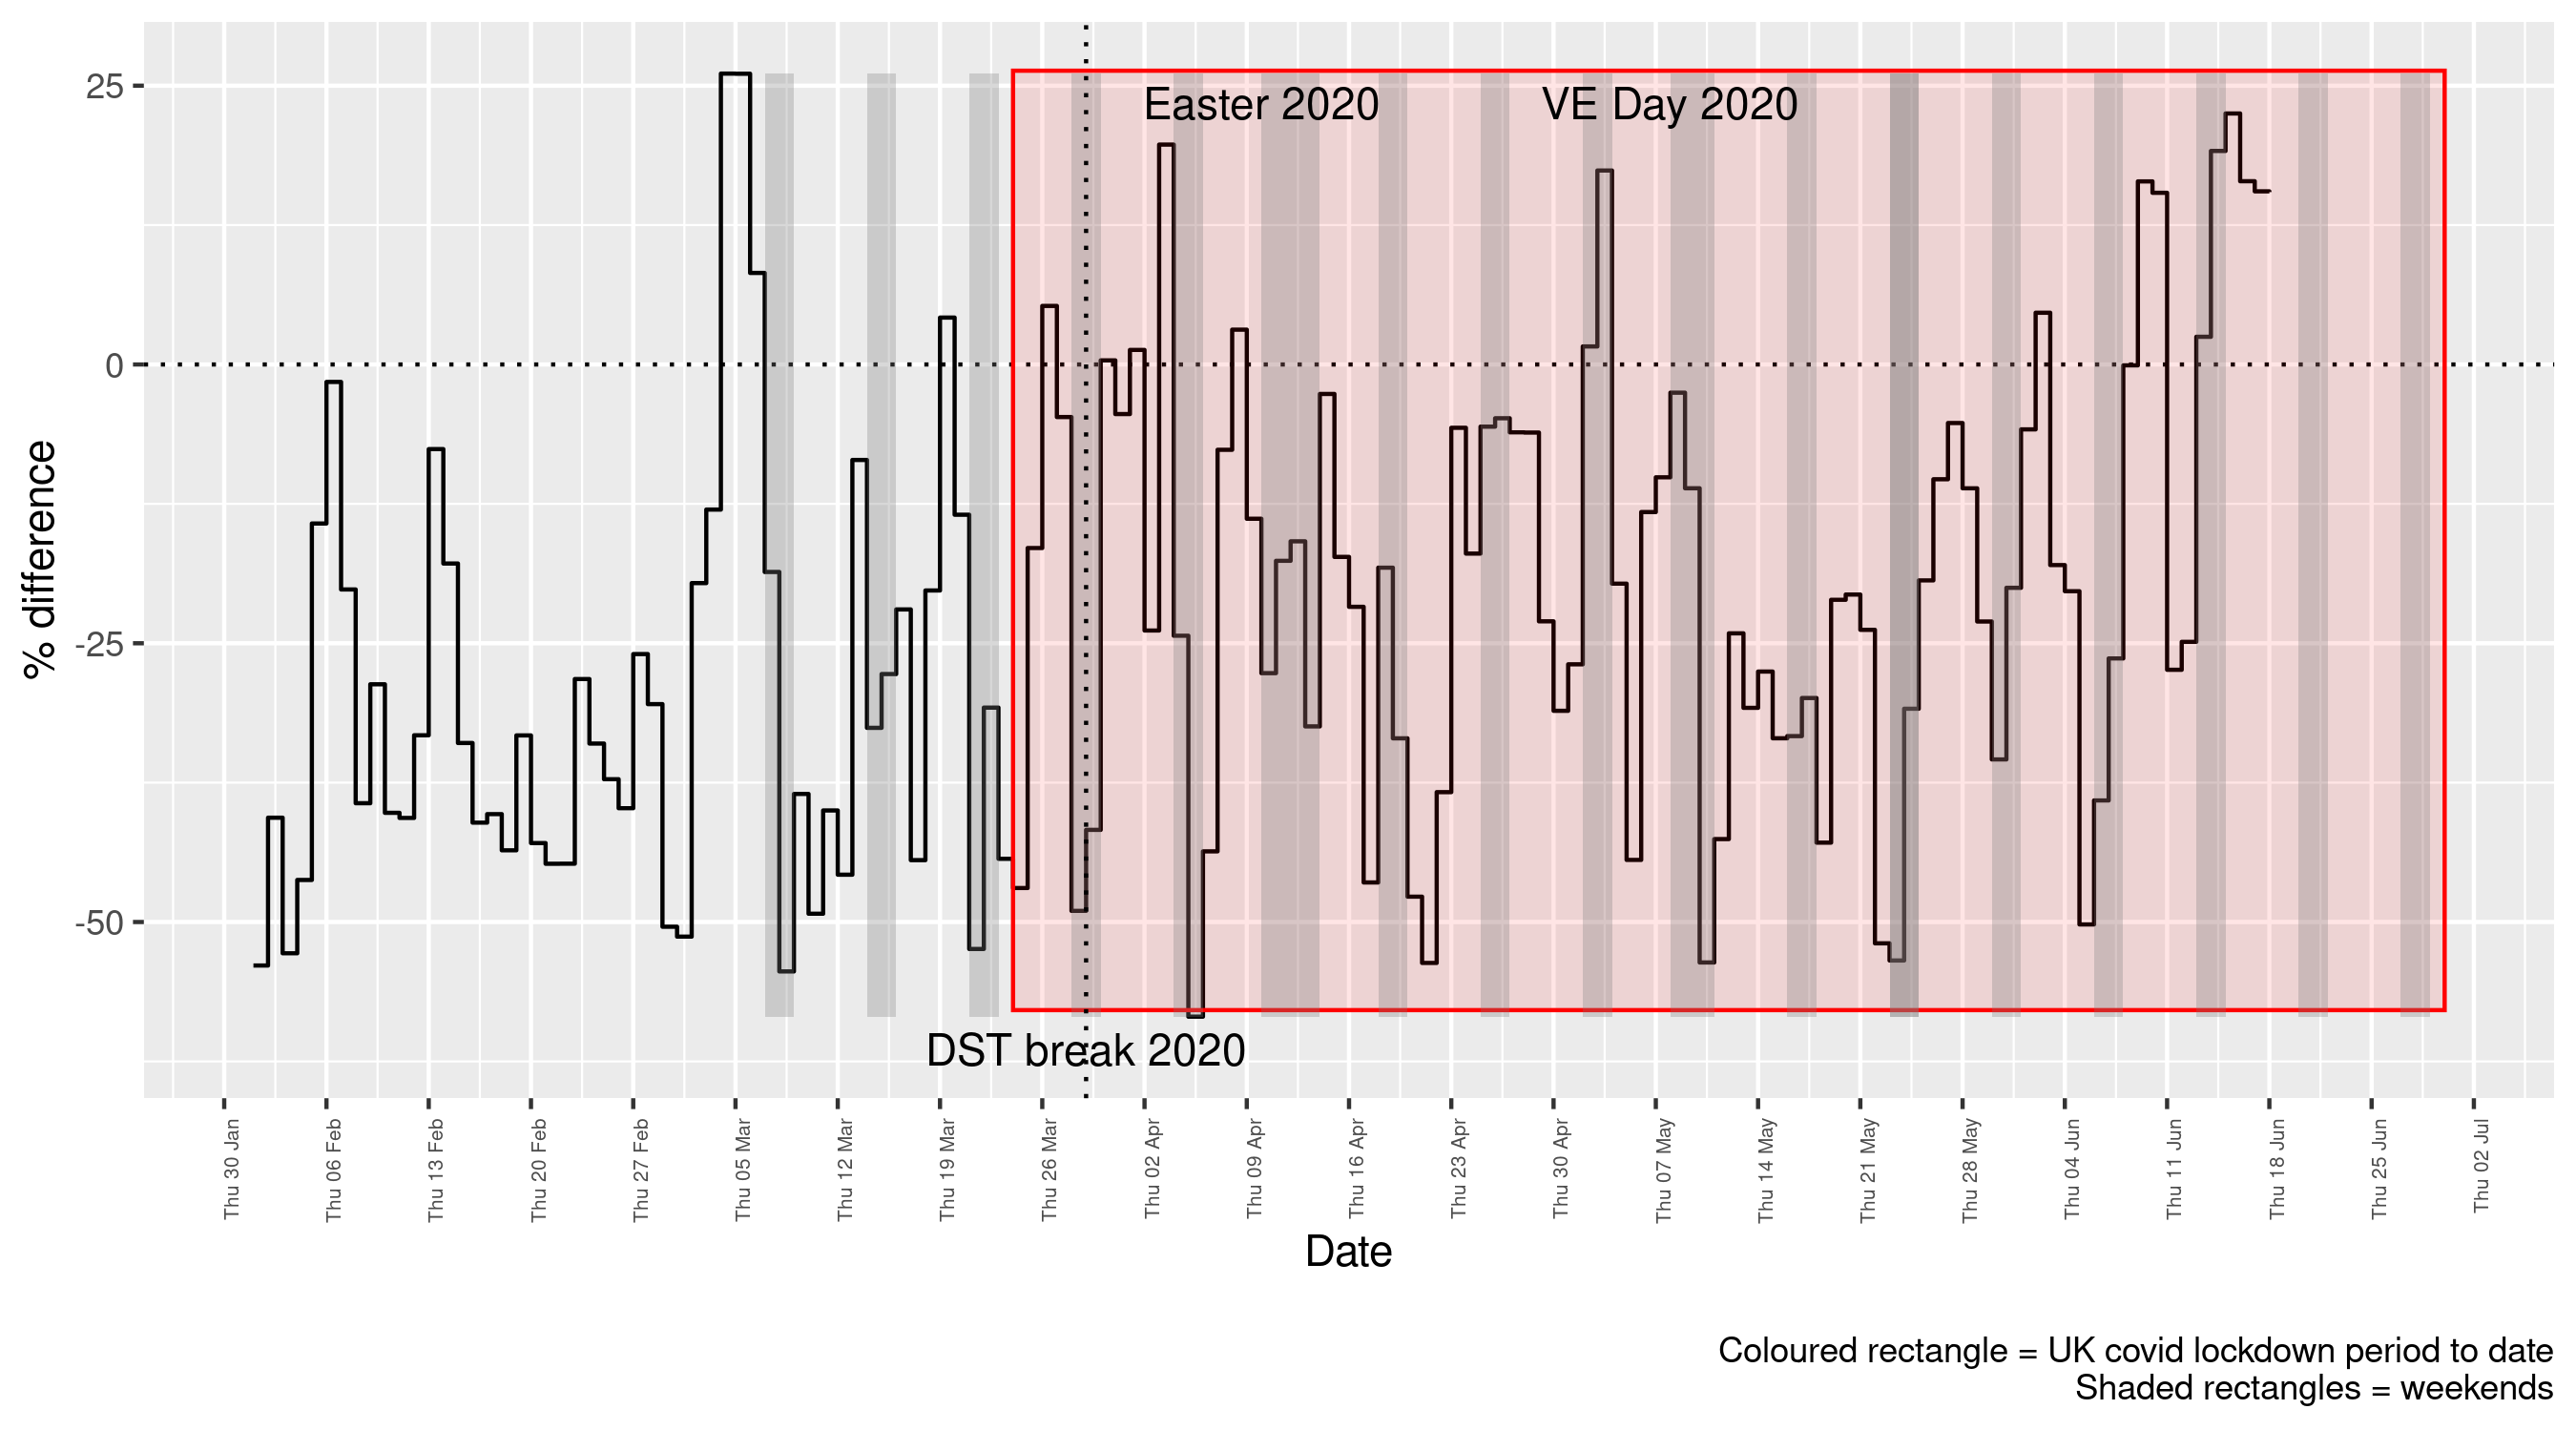 25
0
-25
-50
% difference
Easter 2020
VE Day 2020
DST break 2020
Thu 30 Jan
Thu 06 Feb
Thu 13 Feb
Thu 20 Feb
Thu 27 Feb
Thu 05 Mar
Thu 12 Mar
Thu 19 Mar
Thu 26 Mar
Thu 02 Apr
Thu 09 Apr
Thu 16 Apr
Thu 23 Apr
Thu 30 Apr
Thu 07 May
Thu 14 May
Thu 21 May
Thu 28 May
Thu 04 Jun
Thu 11 Jun
Thu 18 Jun
Thu 25 Jun
Thu 02 Jul
Date
Coloured rectangle = UK covid lockdown period to date
Shaded rectangles = weekends